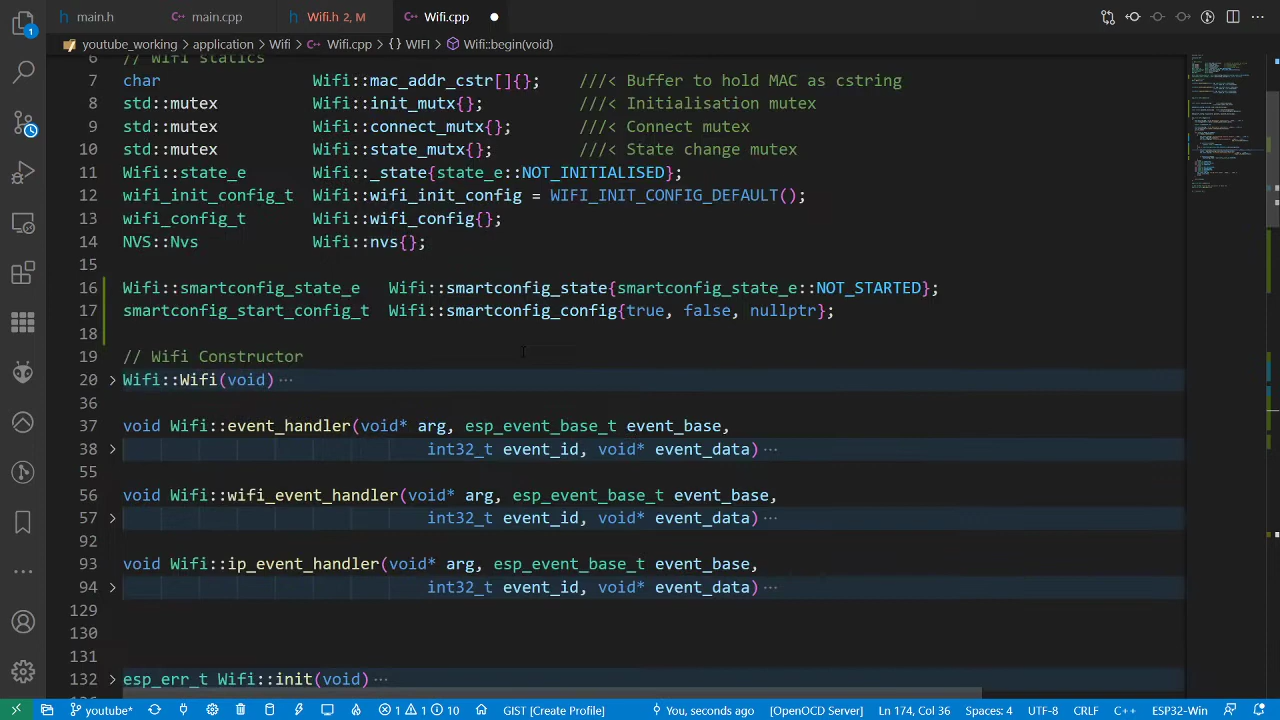 main.h main.cpp Wifi.h 2, M Wifi.cpp
youtube_working > application > Wifi > Wifi.cpp > {} WIFI > Wifi::begin(void)
6 // Wifi statics
7 char Wifi::mac_addr_cstr[]{}; ///< Buffer to hold MAC as cstring
8 std::mutex Wifi::init_mutx{}; ///< Initialisation mutex
9 std::mutex Wifi::connect_mutx{}; ///< Connect mutex
10 std::mutex Wifi::state_mutx{}; ///< State change mutex
11 Wifi::state_e Wifi::_state{state_e::NOT_INITIALISED};
12 wifi_init_config_t Wifi::wifi_init_config = WIFI_INIT_CONFIG_DEFAULT();
13 wifi_config_t Wifi::wifi_config{};
14 NVS::Nvs Wifi::nvs{};
15
16 Wifi::smartconfig_state_e Wifi::smartconfig_state{smartconfig_state_e::NOT_STARTED};
17 smartconfig_start_config_t Wifi::smartconfig_config{true, false, nullptr};
18
19 // Wifi Constructor
20 > Wifi::Wifi(void) ···
36
37 void Wifi::event_handler(void* arg, esp_event_base_t event_base,
38 > int32_t event_id, void* event_data) ···
55
56 void Wifi::wifi_event_handler(void* arg, esp_event_base_t event_base,
57 > int32_t event_id, void* event_data) ···
92
93 void Wifi::ip_event_handler(void* arg, esp_event_base_t event_base,
94 > int32_t event_id, void* event_data) ···
129
130
131
132 > esp_err_t Wifi::init(void) ···
1
youtube* 1 1 10 GIST [Create Profile] You, seconds ago [OpenOCD Server] Ln 174, Col 36 Spaces: 4 UTF-8 CRLF C++ ESP32-Win